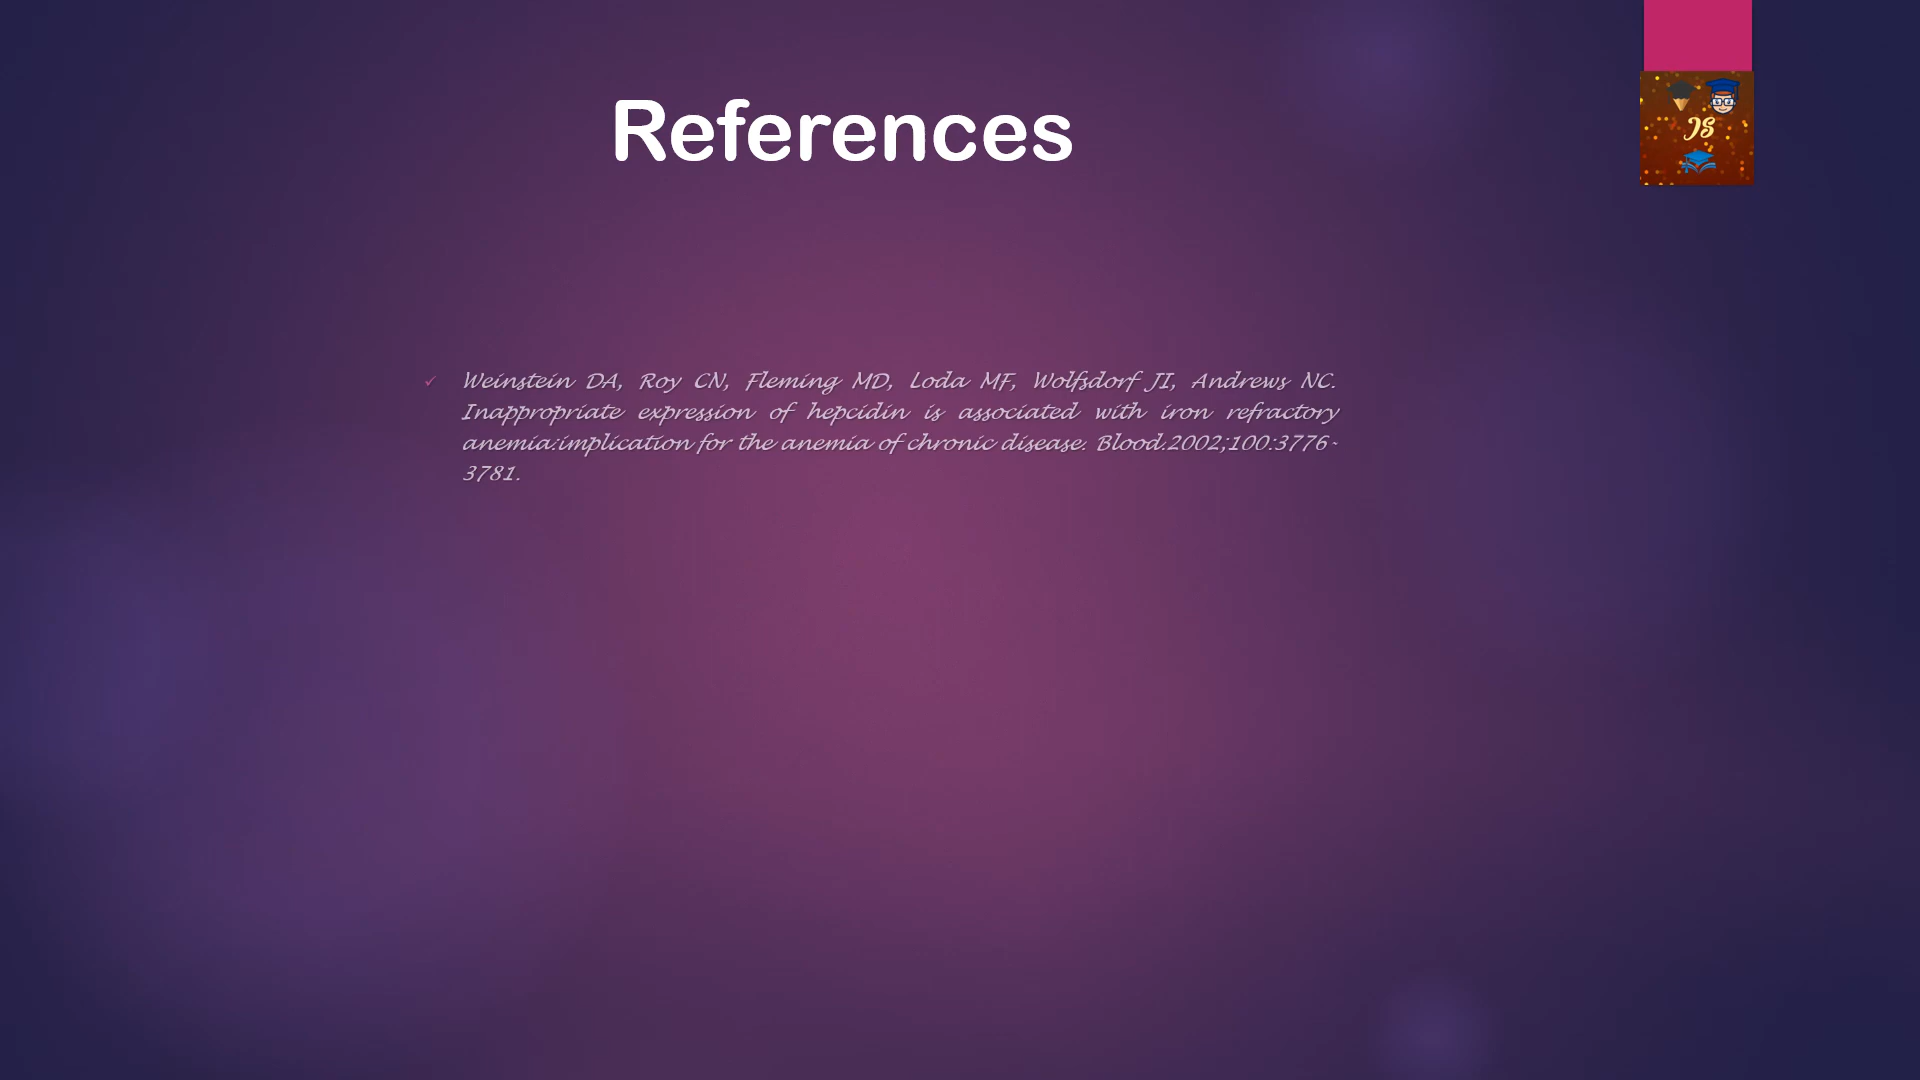 References
JS
Weinstein DA, Roy CN, Fleming MD, Loda MF, Wolfsdorf JI, Andrews NC.
Inappropriate expression of hepcidin is associated with iron refractory
anemia:implication for the anemia of chronic disease. Blood.2002;100:3776-
3781.